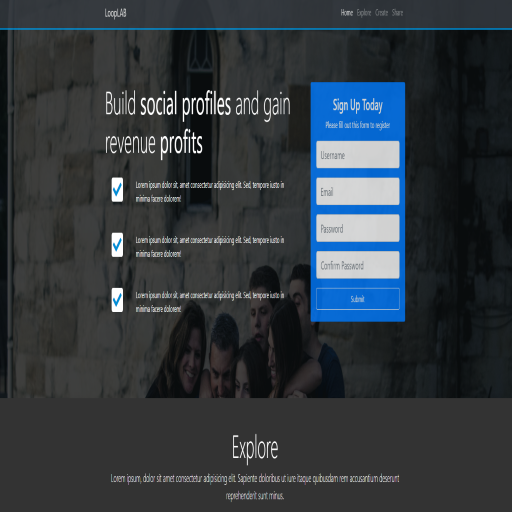 LoopLAB
Home Explore Create Share
Build social profiles and gain
revenue profits
Lorem ipsum dolor sit, amet consectetur adipisicing elit. Sed, tempore iusto in
minima facere dolorem!
Lorem ipsum dolor sit, amet consectetur adipisicing elit. Sed, tempore iusto in
minima facere dolorem!
Lorem ipsum dolor sit, amet consectetur adipisicing elit. Sed, tempore iusto in
minima facere dolorem!
Sign Up Today
Please fill out this form to register
Username
Email
Password
Confirm Password
Submit
Explore
Lorem ipsum, dolor sit amet consectetur adipisicing elit. Sapiente doloribus ut iure itaque quibusdam rem accusantium deserunt
reprehenderit sunt minus.